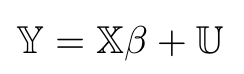 𝕐 = 𝕏β + 𝕌